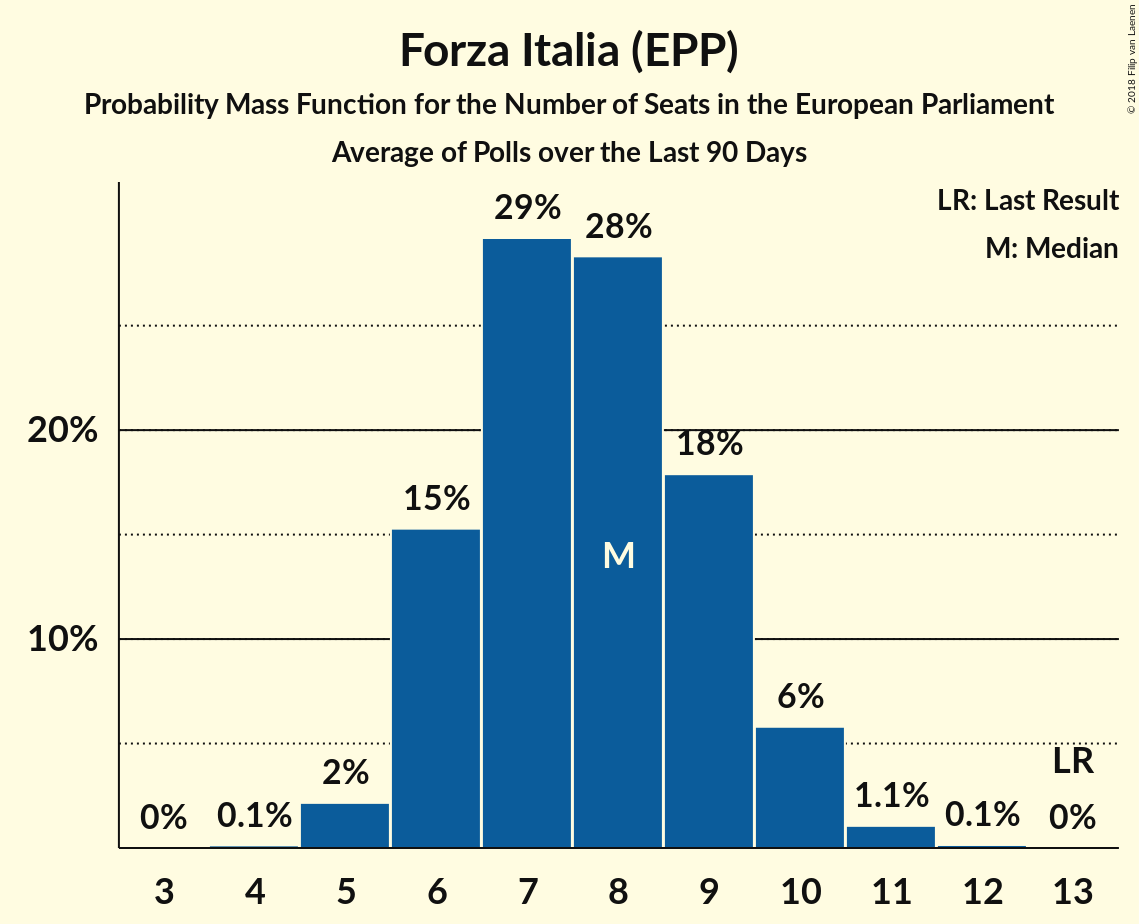 Forza Italia (EPP)
Probability Mass Function for the Number of Seats in the European Parliament
Average of Polls over the Last 90 Days
© 2018 Filip van Laenen
LR: Last Result
M: Median
29%
28%
20%
18%
15%
M
10%
6%
LR
2%
1.1%
0%
0.1%
0.1%
0%
3 4 5 6 7 8 9 10 11 12 13